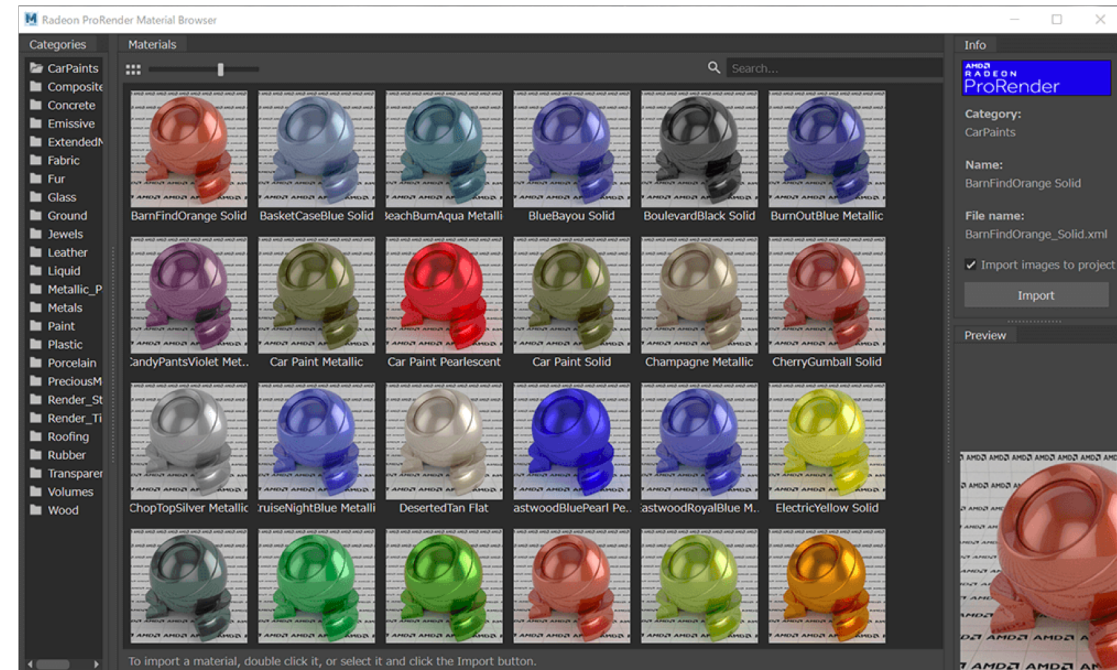 Radeon ProRender Material Browser
Categories
CarPaints
Composite
Concrete
Emissive
ExtendedM
Fabric
Fur
Glass
Ground
Jewels
Leather
Liquid
Metallic_P
Metals
Paint
Plastic
Porcelain
PreciousM
Render_St
Render_Ti
Roofing
Rubber
Transparen
Volumes
Wood
Materials
Search...
BarnFindOrange Solid
BasketCaseBlue Solid
BeachBumAqua Metalli
BlueBayou Solid
BoulevardBlack Solid
BurnOutBlue Metallic
CandyPantsViolet Met..
Car Paint Metallic
Car Paint Pearlescent
Car Paint Solid
Champagne Metallic
CherryGumball Solid
ChopTopSilver Metallic
CruiseNightBlue Metalli
DesertedTan Flat
astwoodBluePearl Pe..
astwoodRoyalBlue M..
ElectricYellow Solid
To import a material, double click it, or select it and click the Import button.
Info
AMD
RADEON
ProRender
Category:
CarPaints
Name:
BarnFindOrange Solid
File name:
BarnFindOrange_Solid.xml
Import images to project
Import
Preview